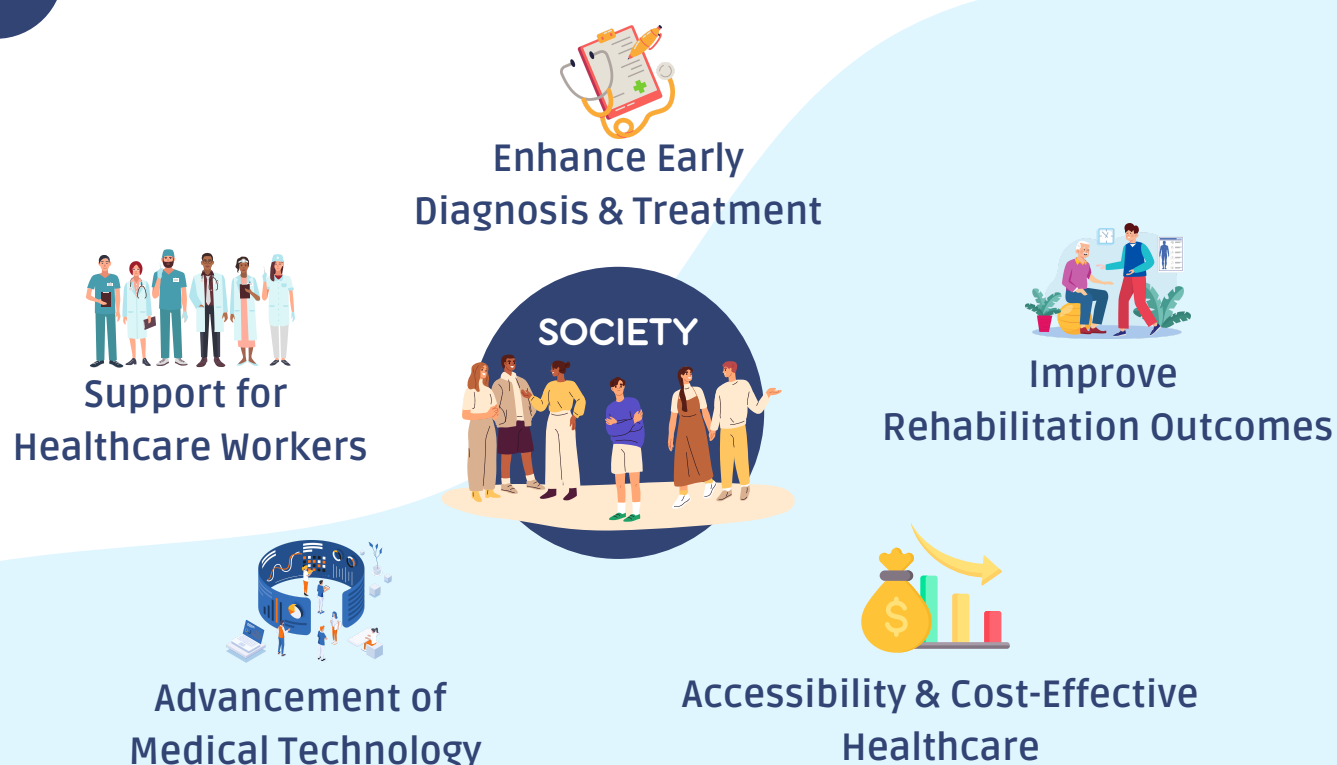 Enhance Early
Diagnosis & Treatment
Support for
Healthcare Workers
SOCIETY
Improve
Rehabilitation Outcomes
Advancement of
Medical Technology
Accessibility & Cost-Effective
Healthcare
$